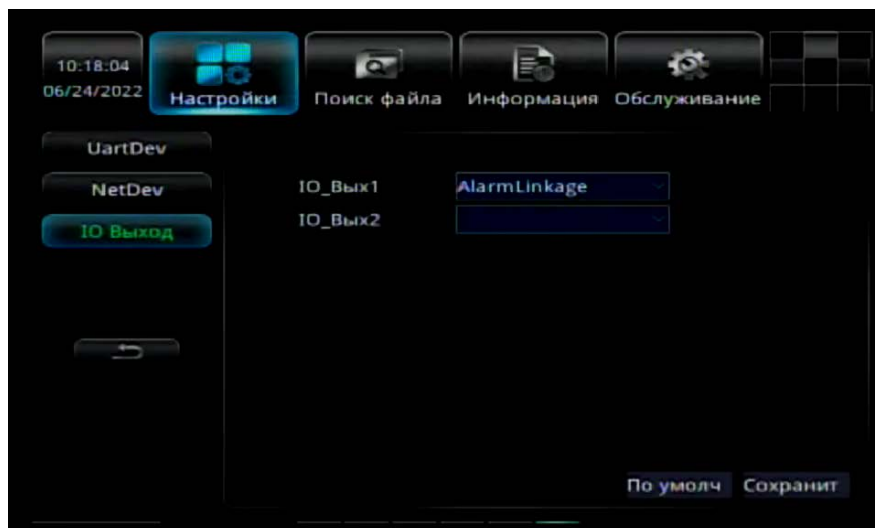 10:18:04
06/24/2022
Настройки
Поиск файла
Информация
Обслуживание
UartDev
NetDev
IO Выход
IO_Вых1
AlarmLinkage
IO_Вых2
По умолч
Сохранит